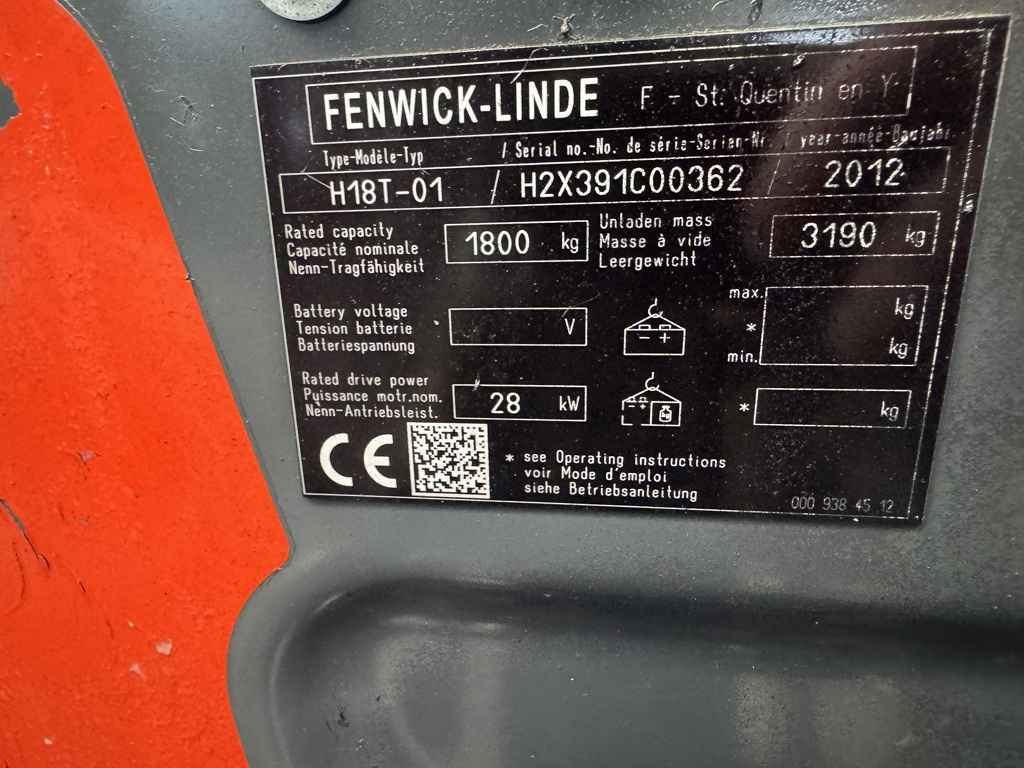 FENWICK-LINDE F - St. Quentin en Y
Type-Modèle-Typ / Serial no.-No. de série-Serien-Nr. / year-année-Baujahr
H18T-01 / H2X391C00362 / 2012
Rated capacity
Capacité nominale
Nenn-Tragfähigkeit
1800 kg
Unladen mass
Masse à vide
Leergewicht
3190 kg
Battery voltage
Tension batterie
Batteriespannung
V
max. kg
*
min. kg
Rated drive power
Puissance motr.nom.
Nenn-Antriebsleist.
28 kW
* kg
CE
* see Operating instructions
voir Mode d'emploi
siehe Betriebsanleitung
000 938 45 12